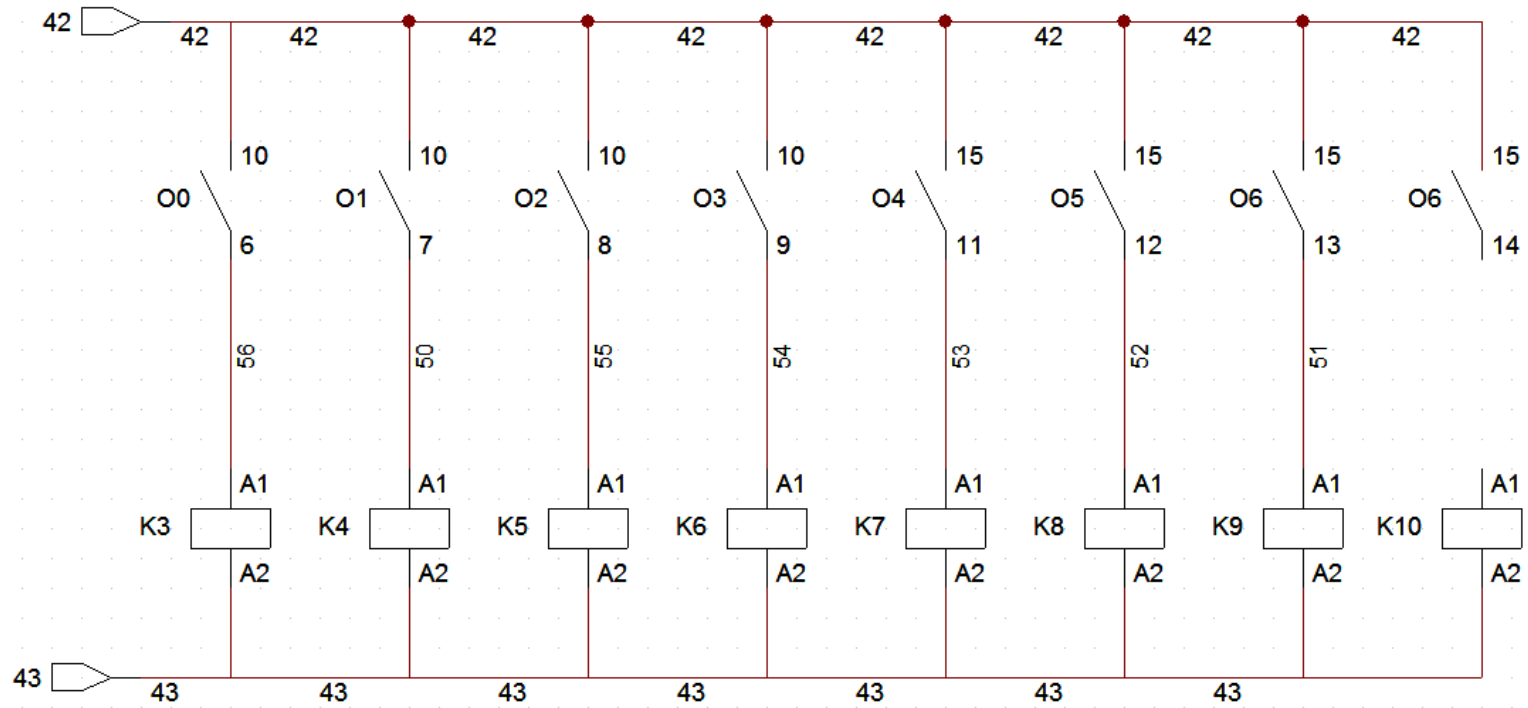 42
42 42 42 42 42 42 42 42
10 10 10 10 15 15 15 15
O0 O1 O2 O3 O4 O5 O6 O6
6 7 8 9 11 12 13 14
56 50 55 54 53 52 51
A1 A1 A1 A1 A1 A1 A1 A1
K3 K4 K5 K6 K7 K8 K9 K10
A2 A2 A2 A2 A2 A2 A2 A2
43
43 43 43 43 43 43 43